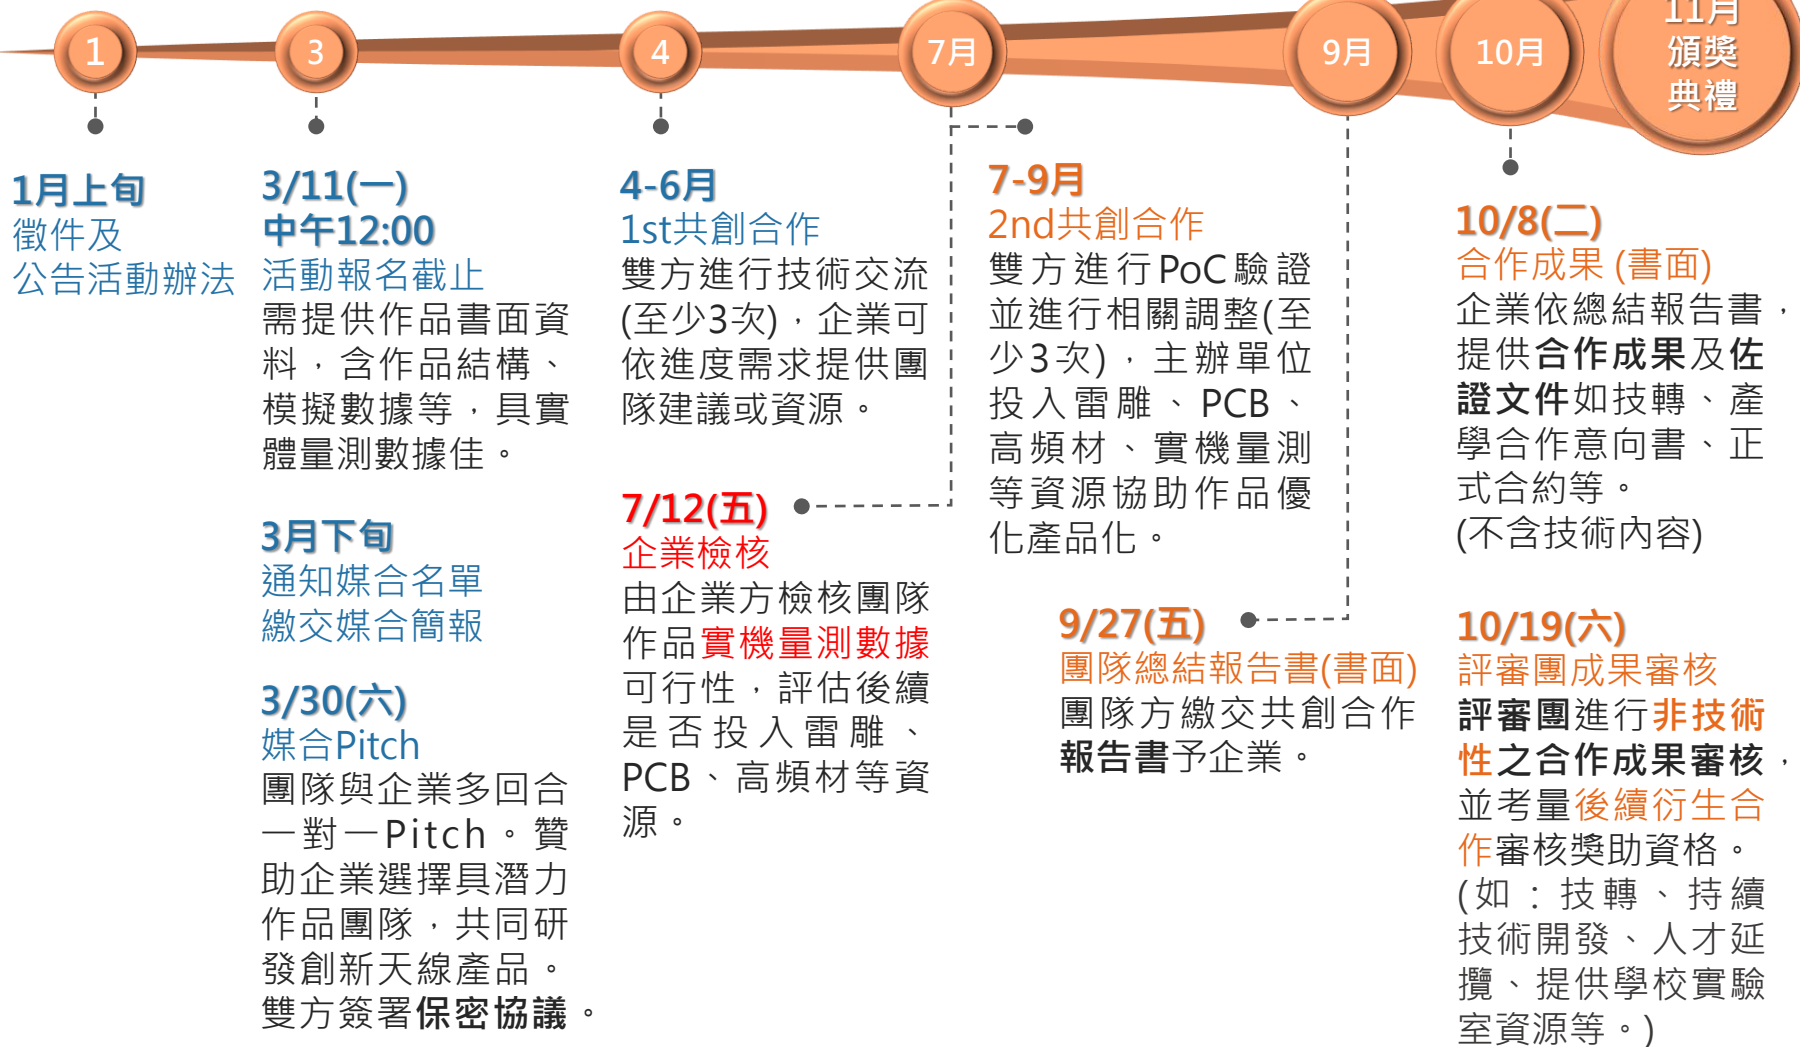 1
3
4
7月
9月
10月
11月
頒獎
典禮
1月上旬
徵件及
公告活動辦法
3/11(一)
中午12:00
活動報名截止
需提供作品書面資
料，含作品結構、
模擬數據等，具實
體量測數據佳。
3月下旬
通知媒合名單
繳交媒合簡報
3/30(六)
媒合Pitch
團隊與企業多回合
一對一Pitch。贊
助企業選擇具潛力
作品團隊，共同研
發創新天線產品。
雙方簽署保密協議。
4-6月
1st共創合作
雙方進行技術交流
(至少3次)，企業可
依進度需求提供團
隊建議或資源。
7/12(五)
企業檢核
由企業方檢核團隊
作品實機量測數據
可行性，評估後續
是否投入雷雕、
PCB、高頻材等資
源。
7-9月
2nd共創合作
雙方進行PoC驗證
並進行相關調整(至
少3次)，主辦單位
投入雷雕、PCB、
高頻材、實機量測
等資源協助作品優
化產品化。
9/27(五)
團隊總結報告書(書面)
團隊方繳交共創合作
報告書予企業。
10/8(二)
合作成果 (書面)
企業依總結報告書，
提供合作成果及佐
證文件如技轉、產
學合作意向書、正
式合約等。
(不含技術內容)
10/19(六)
評審團成果審核
評審團進行非技術
性之合作成果審核，
並考量後續衍生合
作審核獎助資格。
(如：技轉、持續
技術開發、人才延
攬、提供學校實驗
室資源等。)